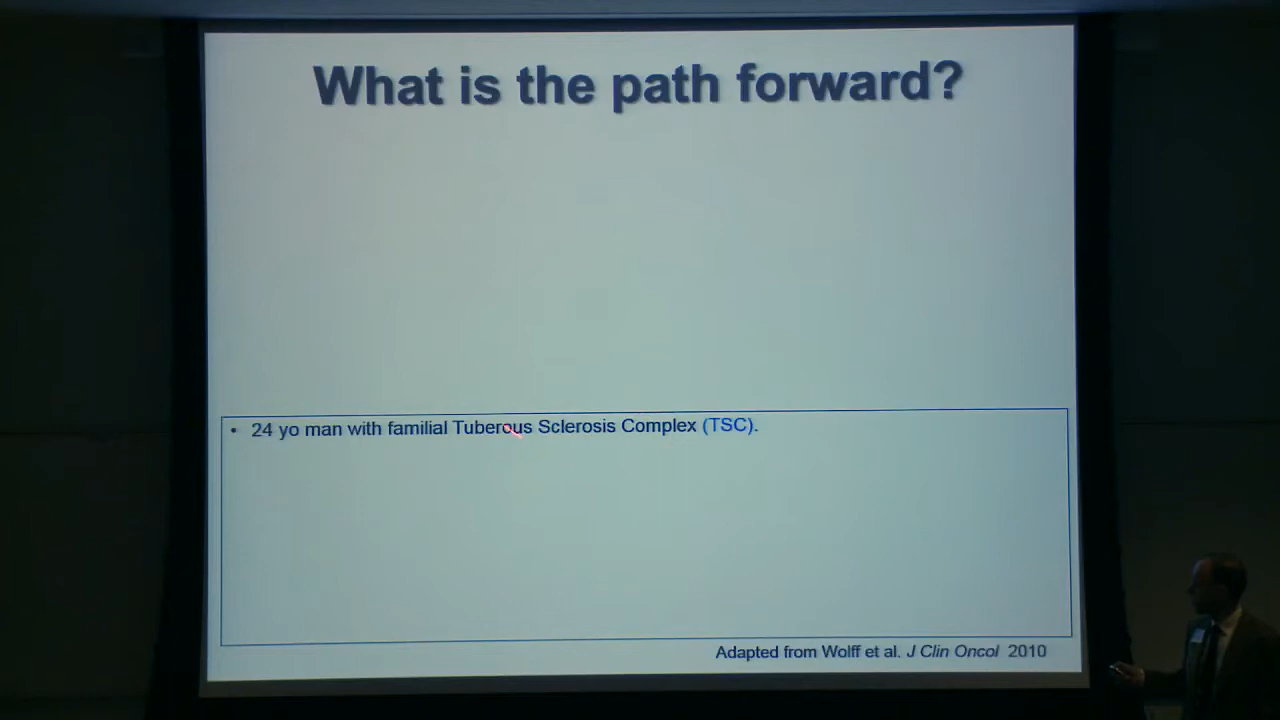 What is the path forward?
• 24 yo man with familial Tuberous Sclerosis Complex (TSC).
Adapted from Wolff et al. J Clin Oncol 2010